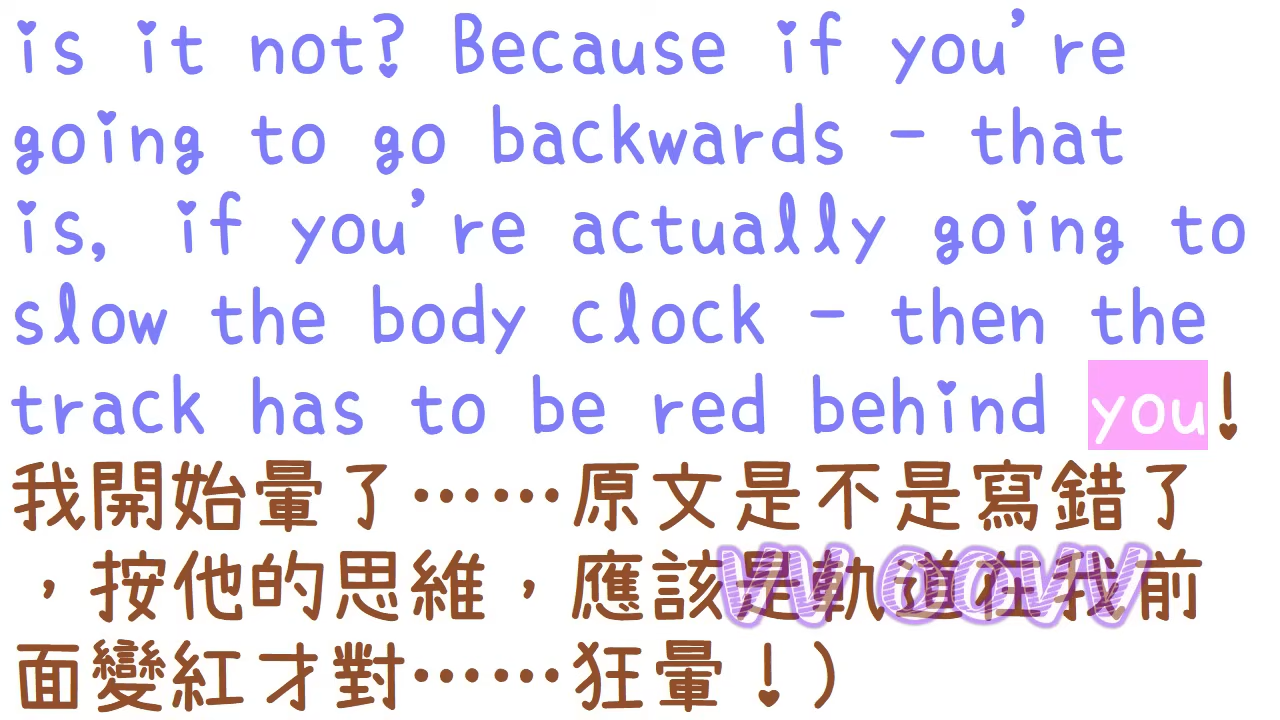 is it not? Because if you're
going to go backwards - that
is, if you're actually going to
slow the body clock - then the
track has to be red behind you!
我開始暈了……原文是不是寫錯了
，按他的思維，應該是軌道在我前
面變紅才對……狂暈！)